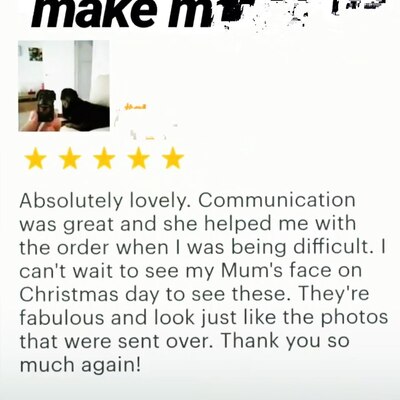 make m
Absolutely lovely. Communication
was great and she helped me with
the order when I was being difficult. I
can't wait to see my Mum's face on
Christmas day to see these. They're
fabulous and look just like the photos
that were sent over. Thank you so
much again!